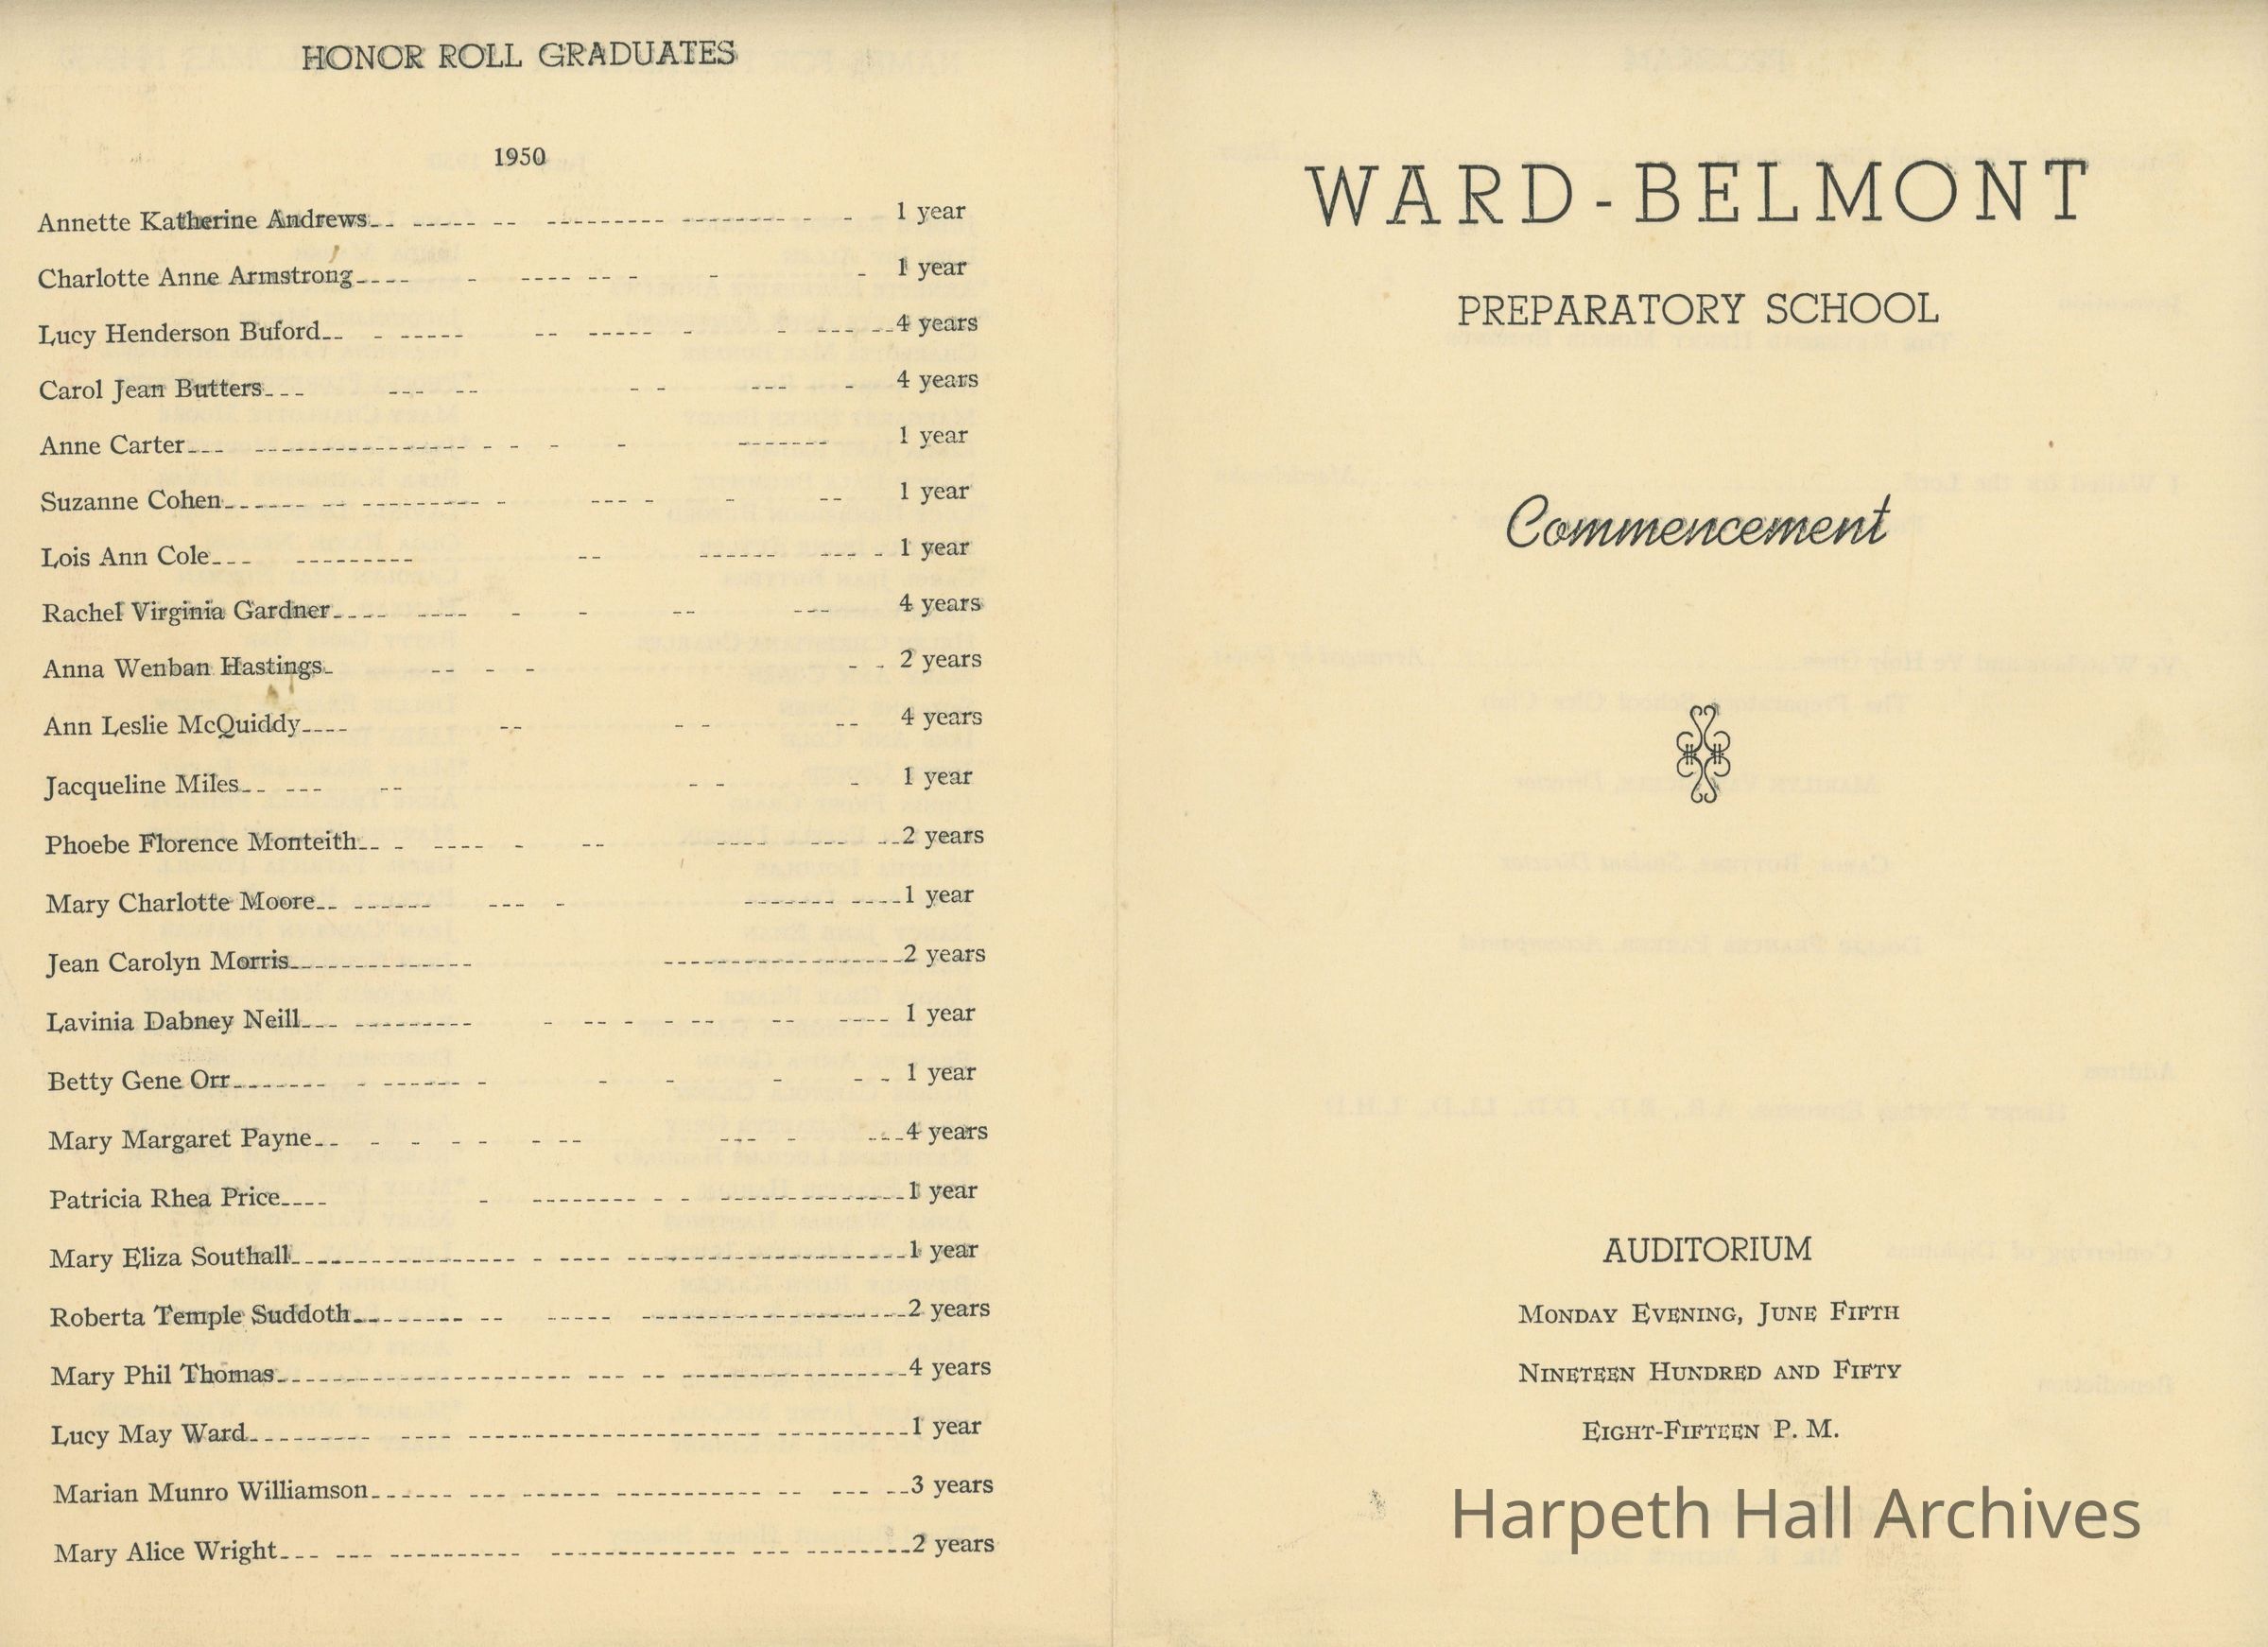 HONOR ROLL GRADUATES
1950
Annette Katherine Andrews 1 year
Charlotte Anne Armstrong 1 year
Lucy Henderson Buford 4 years
Carol Jean Butters 4 years
Anne Carter 1 year
Suzanne Cohen 1 year
Lois Ann Cole 1 year
Rachel Virginia Gardner 4 years
Anna Wenban Hastings 2 years
Ann Leslie McQuiddy 4 years
Jacqueline Miles 1 year
Phoebe Florence Monteith 2 years
Mary Charlotte Moore 1 year
Jean Carolyn Morris 2 years
Lavinia Dabney Neill 1 year
Betty Gene Orr 1 year
Mary Margaret Payne 4 years
Patricia Rhea Price 1 year
Mary Eliza Southall 1 year
Roberta Temple Suddoth 2 years
Mary Phil Thomas 4 years
Lucy May Ward 1 year
Marian Munro Williamson 3 years
Mary Alice Wright 2 years
WARD-BELMONT
PREPARATORY SCHOOL
Commencement
AUDITORIUM
MONDAY EVENING, JUNE FIFTH
NINETEEN HUNDRED AND FIFTY
EIGHT-FIFTEEN P. M.
Harpeth Hall Archives